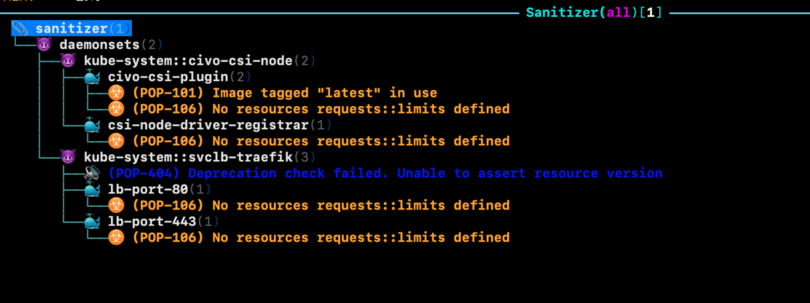 Sanitizer(all)[1]
sanitizer(1)
daemonsets(2)
kube-system::civo-csi-node(2)
civo-csi-plugin(2)
(POP-101) Image tagged "latest" in use
(POP-106) No resources requests::limits defined
csi-node-driver-registrar(1)
(POP-106) No resources requests::limits defined
kube-system::svclb-traefik(3)
(POP-404) Deprecation check failed. Unable to assert resource version
lb-port-80(1)
(POP-106) No resources requests::limits defined
lb-port-443(1)
(POP-106) No resources requests::limits defined